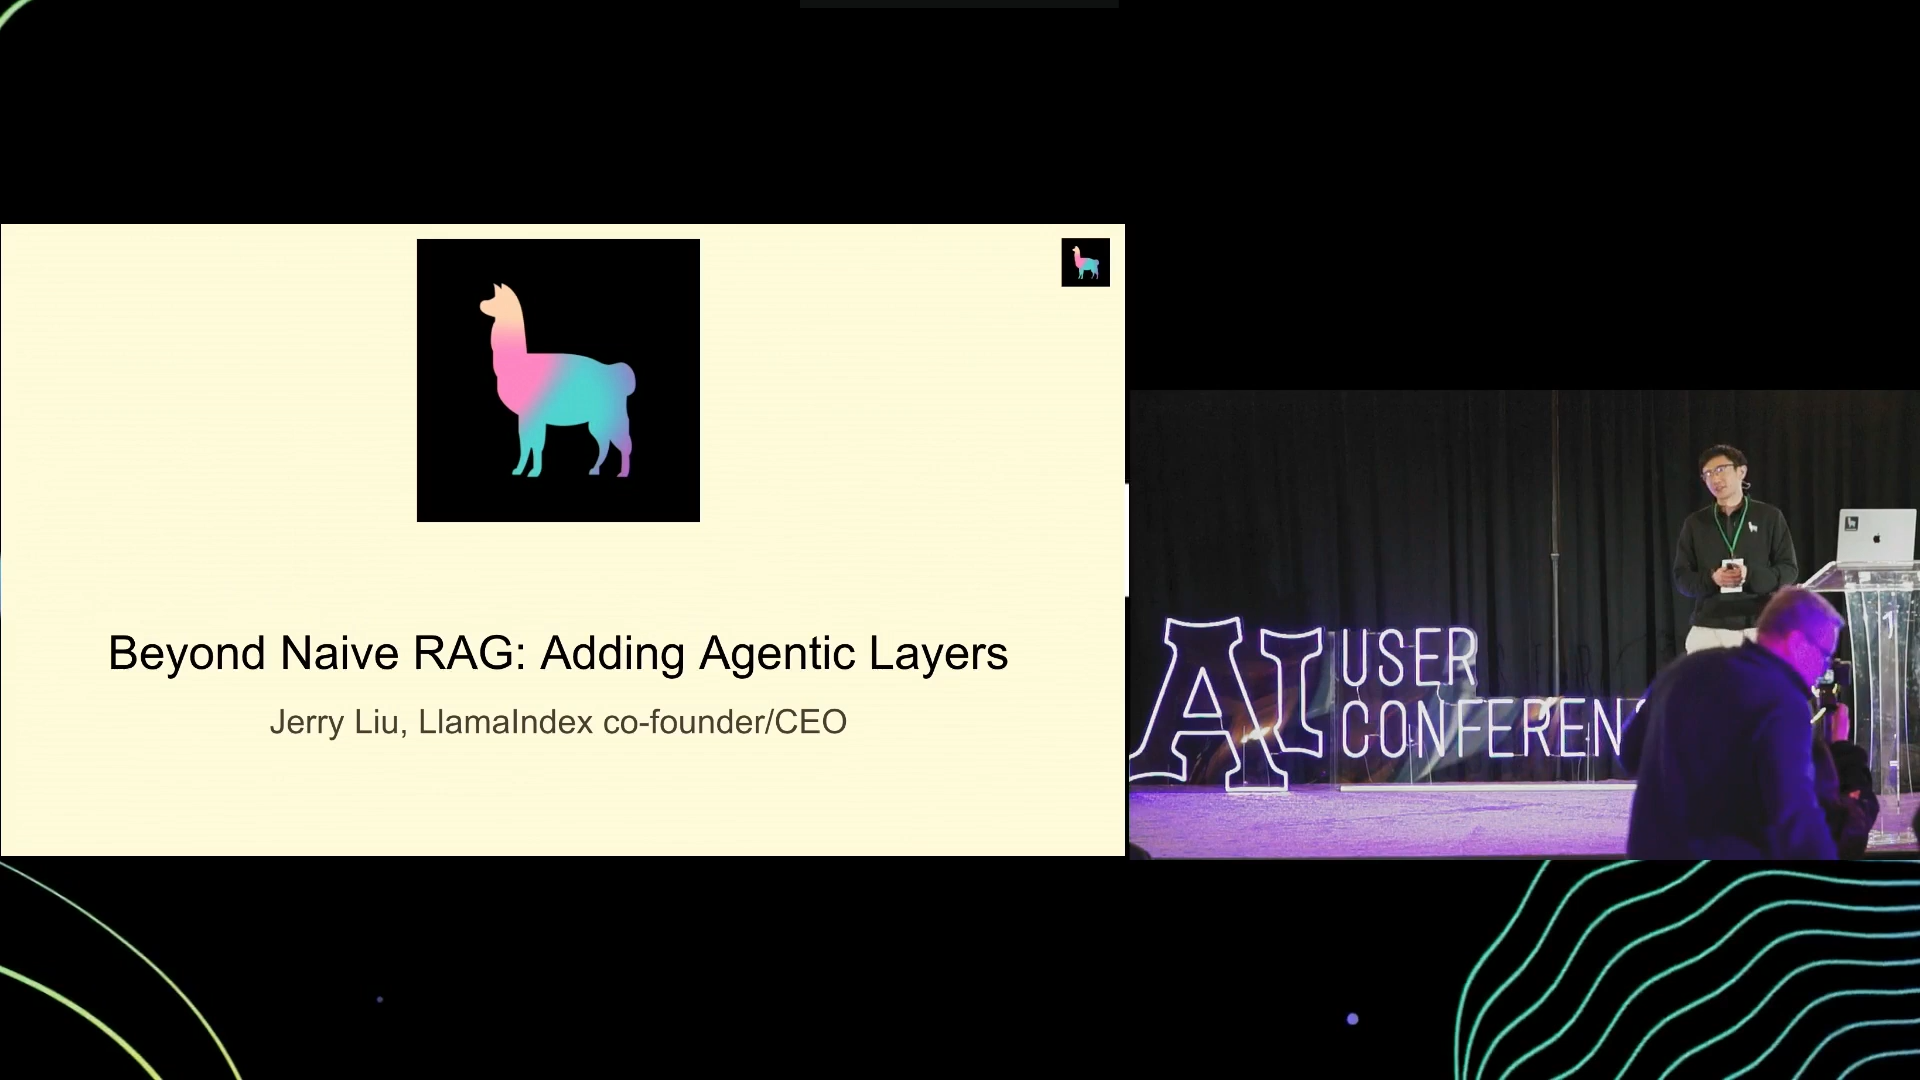 Beyond Naive RAG: Adding Agentic Layers
Jerry Liu, LlamaIndex co-founder/CEO
AI USER
CONFEREN